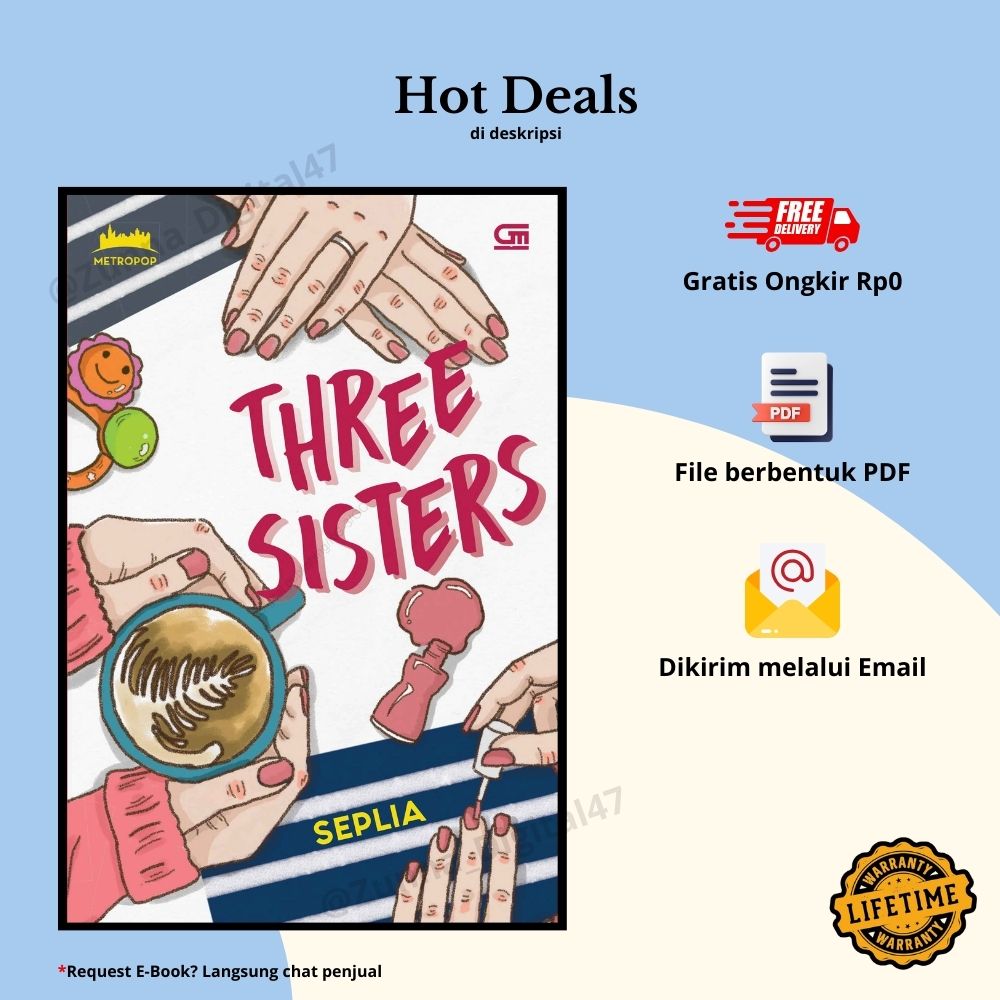 Hot Deals
di deskripsi
METROPOP
GM
THREE
SISTERS
SEPLIA
FREE
DELIVERY
Gratis Ongkir Rp0
PDF
File berbentuk PDF
@
Dikirim melalui Email
WARRANTY
LIFETIME
WARRANTY
*Request E-Book? Langsung chat penjual